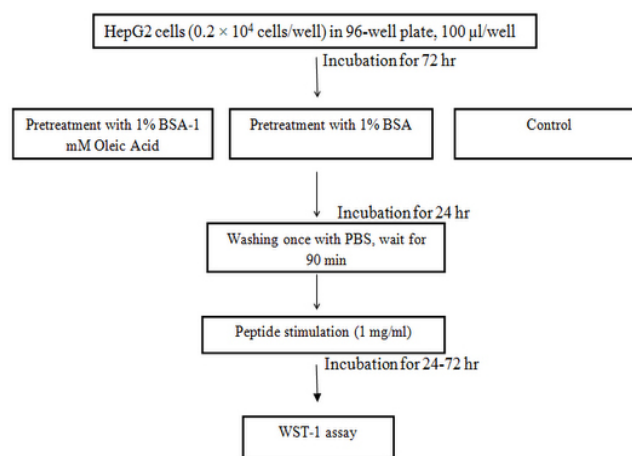 HepG2 cells (0.2 × 10⁴ cells/well) in 96-well plate, 100 µl/well
Incubation for 72 hr
Pretreatment with 1% BSA-1
mM Oleic Acid
Pretreatment with 1% BSA
Control
Incubation for 24 hr
Washing once with PBS, wait for
90 min
Peptide stimulation (1 mg/ml)
Incubation for 24-72 hr
WST-1 assay